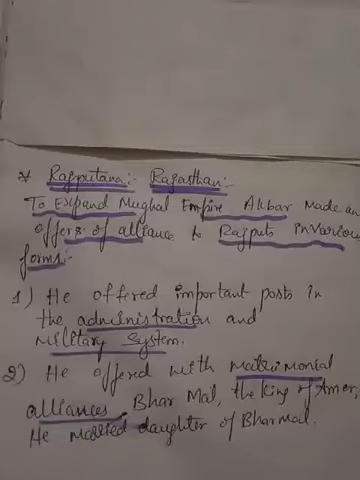 * Rajputana:- Rajasthan:-
To Expand Mughal Empire Akbar Made an
offers of alliance to Rajputs in Various
forms:-
1) He offered important posts in
the administration and
Military System.
2) He offered with matrimonial
alliances. Bhar Mal, the King of Amer,
He married daughter of Bhar Mal.